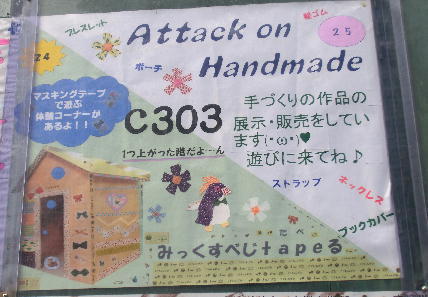 ブレスレット
Attack on
Handmade
髪ゴム
25
24
ポーチ
マスキングテープ
で遊ぶ
体験コーナーが
あるよ!!
C303
1つ上がった港だよ…ん
手づくりの作品の
展示・販売をしてい
ます(・ω・)♥
遊びに来てね♪
ストラップ
ネックレス
ブックカバー
たべ
みっくすべじtapeる